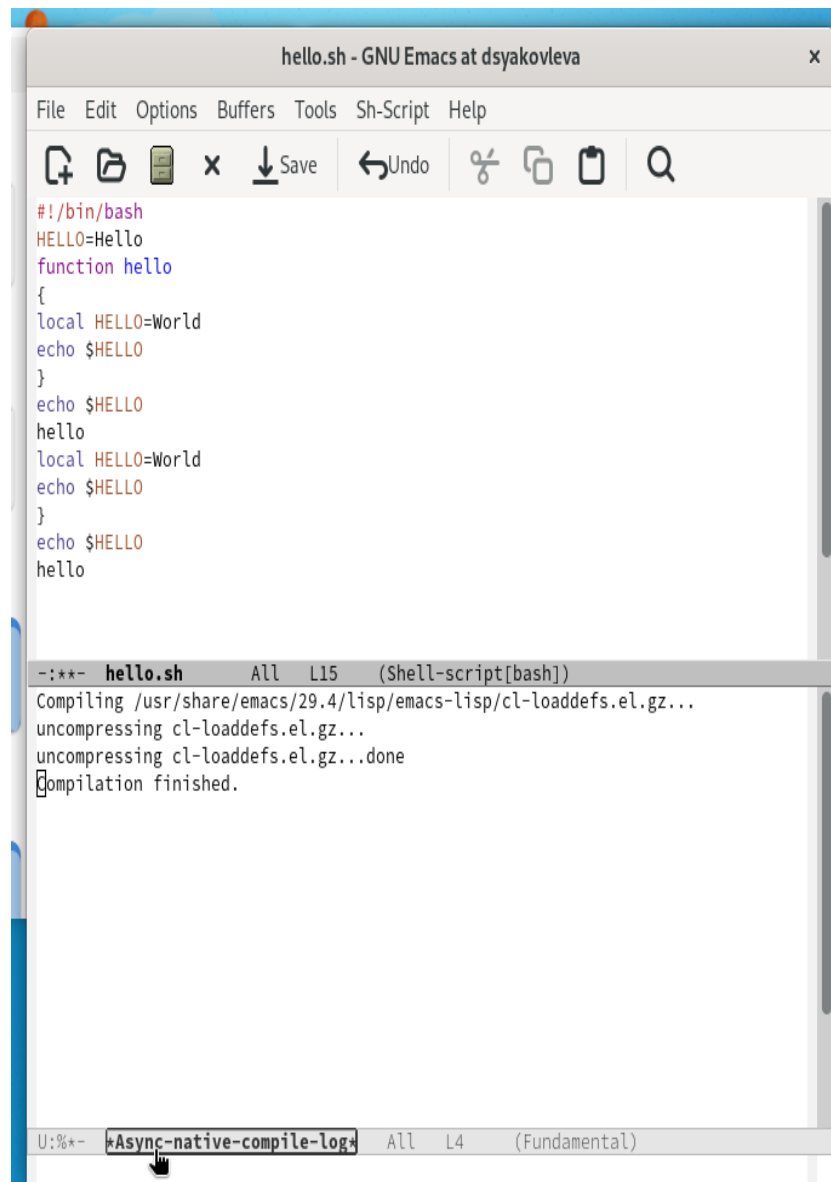 hello.sh - GNU Emacs at dsyakovleva x
File Edit Options Buffers Tools Sh-Script Help
Save Undo
#!/bin/bash
HELLO=Hello
function hello
{
local HELLO=World
echo $HELLO
}
echo $HELLO
hello
local HELLO=World
echo $HELLO
}
echo $HELLO
hello
-:**- hello.sh All L15 (Shell-script[bash])
Compiling /usr/share/emacs/29.4/lisp/emacs-lisp/cl-loaddefs.el.gz...
uncompressing cl-loaddefs.el.gz...
uncompressing cl-loaddefs.el.gz...done
Compilation finished.
U:%*- *Async-native-compile-log* All L4 (Fundamental)